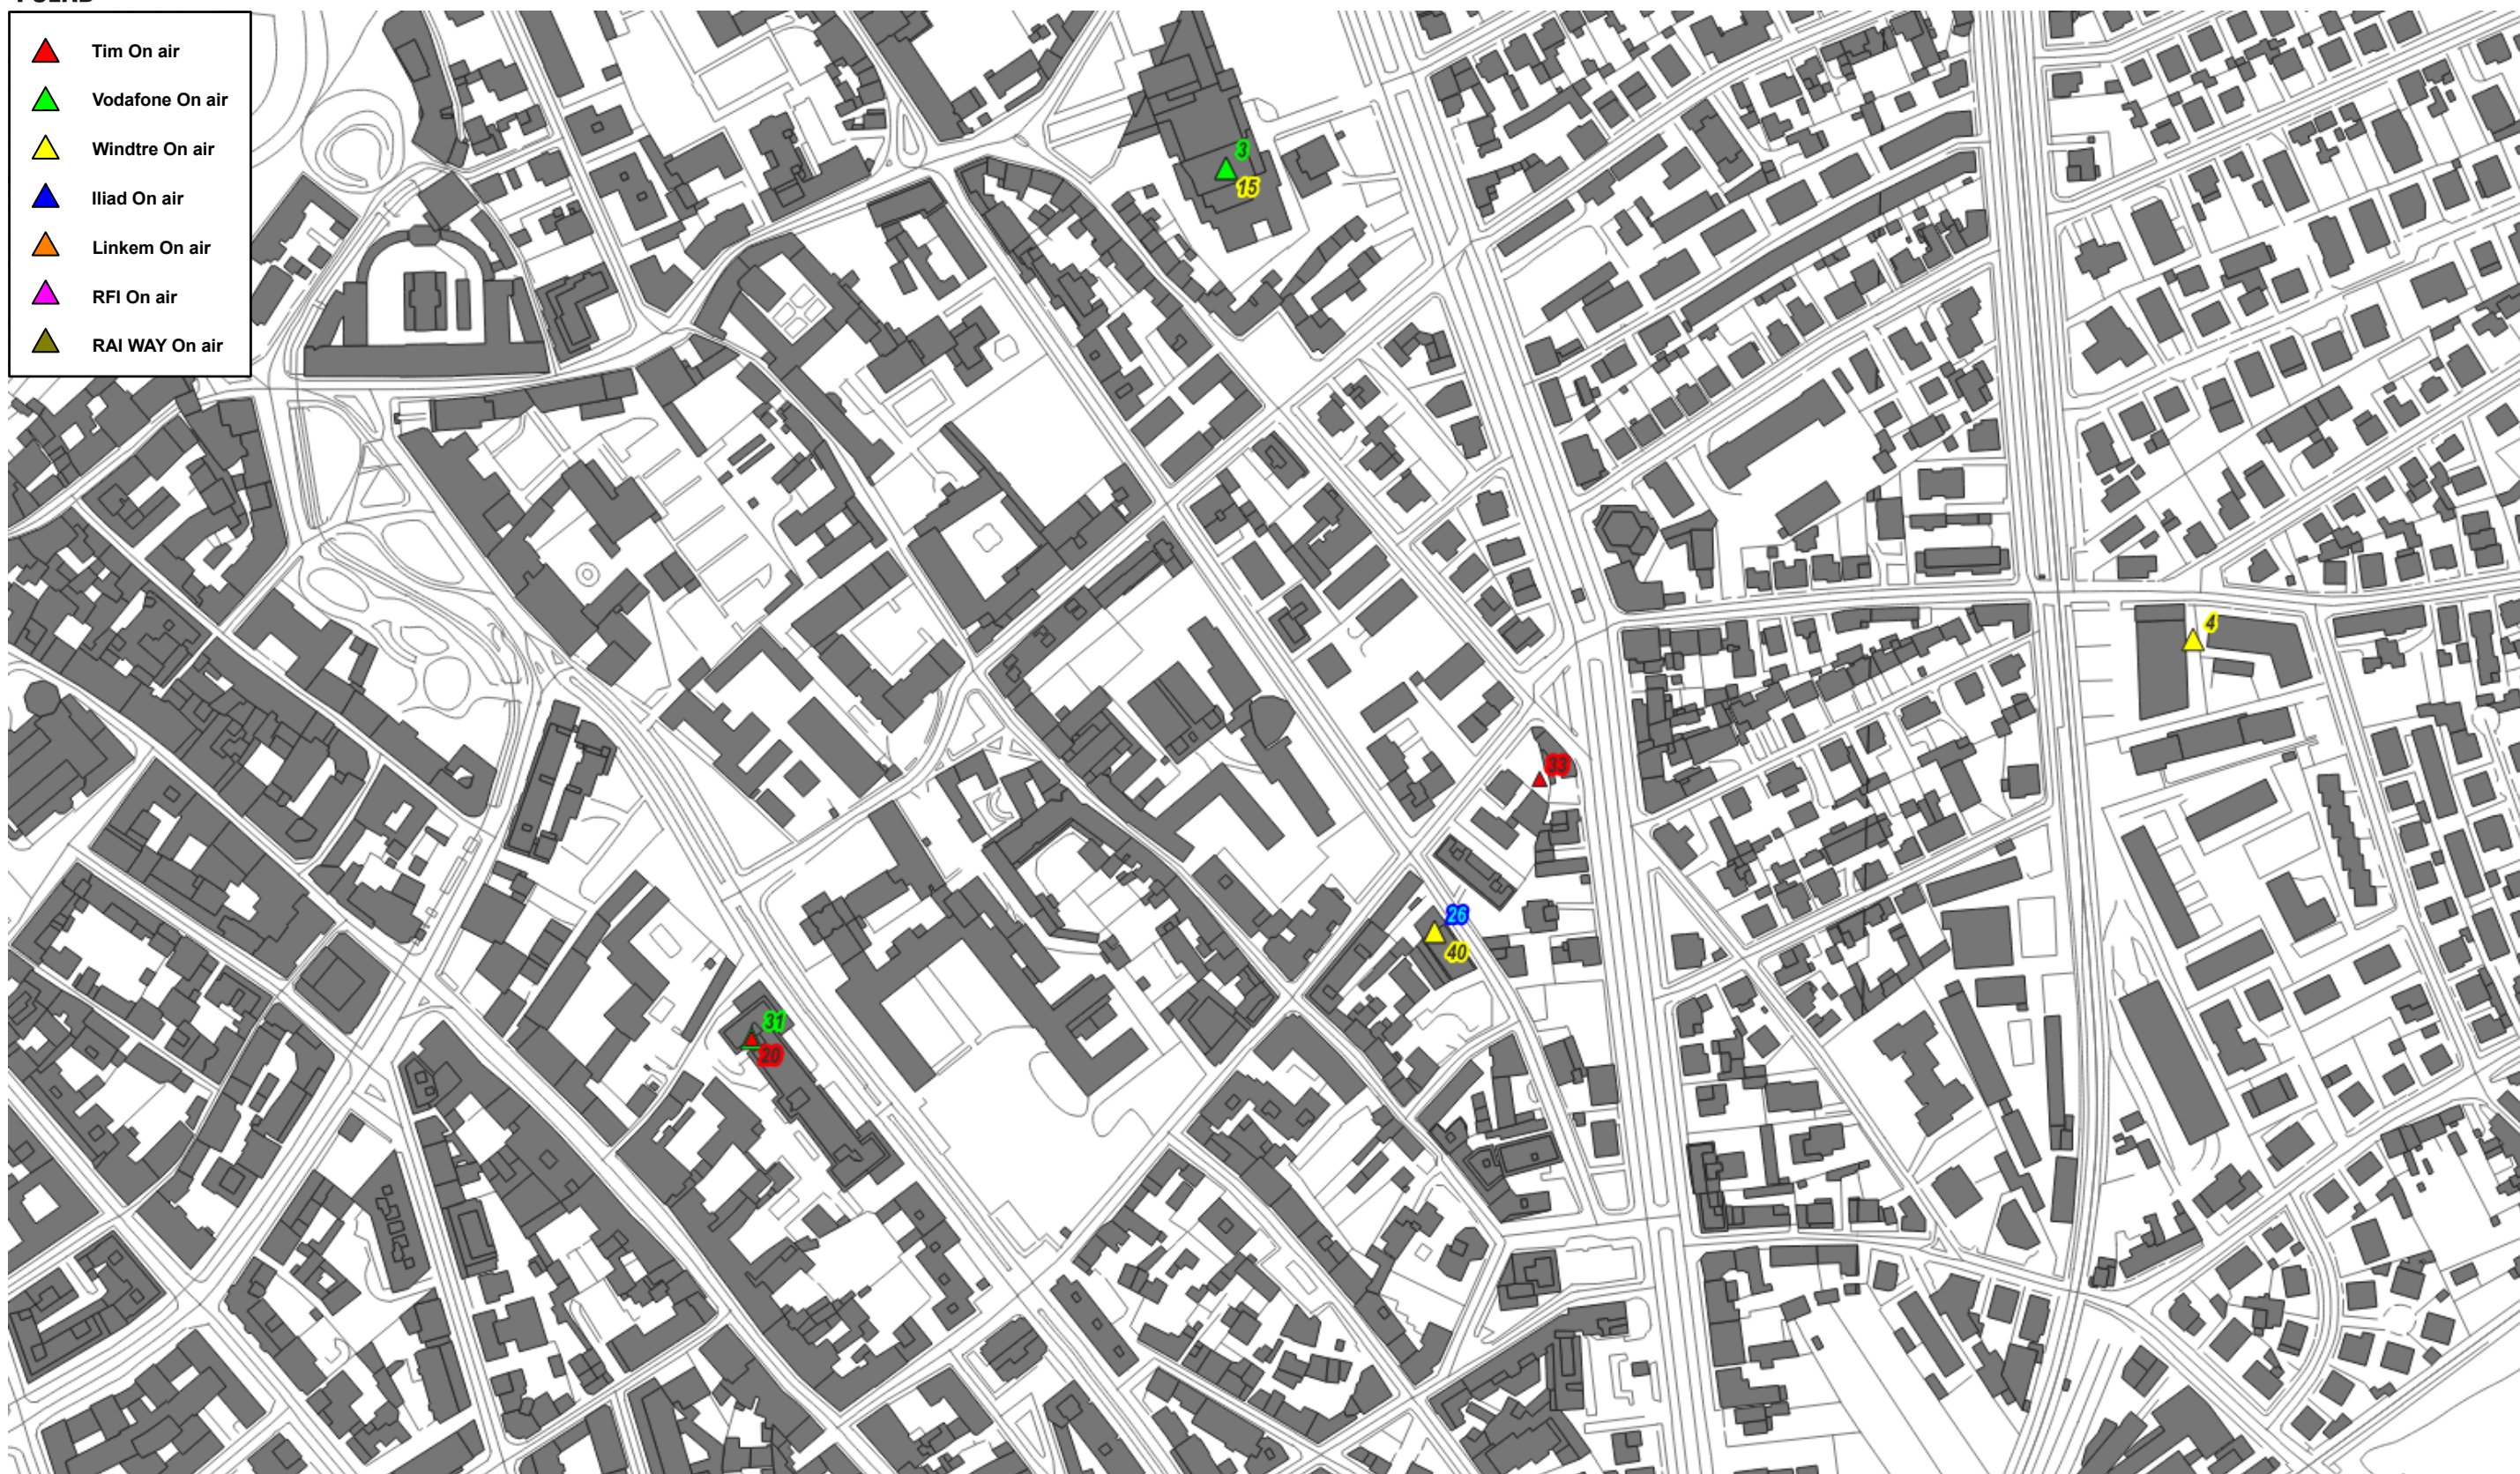 Tim On air
Vodafone On air
Windtre On air
Iliad On air
Linkem On air
RFI On air
RAI WAY On air
3
15
4
33
26
40
31
20